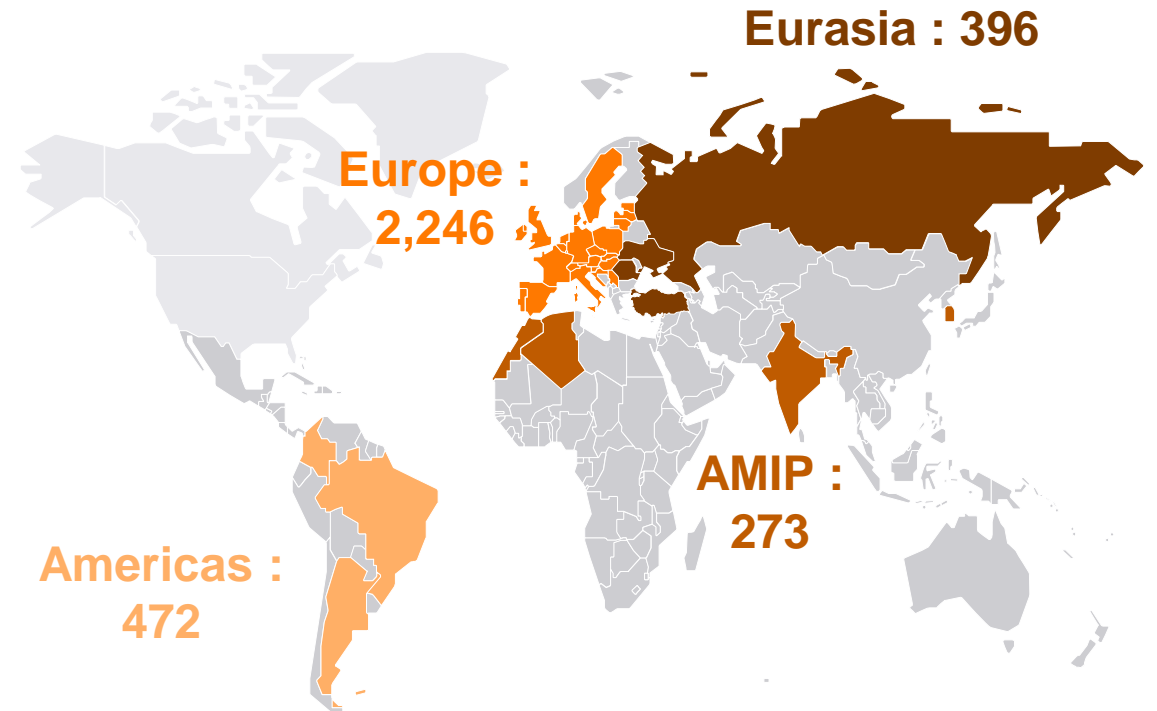 Eurasia : 396
Europe :
2,246
AMIP :
273
Americas :
472